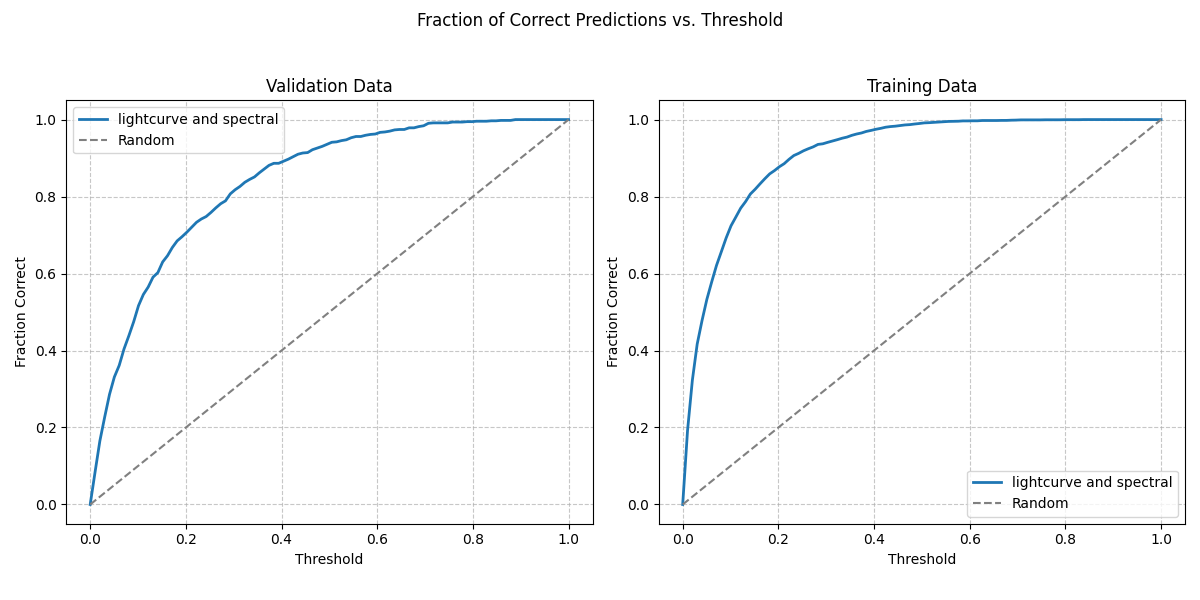 Fraction of Correct Predictions vs. Threshold
Validation Data
lightcurve and spectral
Random
Fraction Correct
1.0
0.8
0.6
0.4
0.2
0.0
0.0 0.2 0.4 0.6 0.8 1.0
Threshold
Training Data
Fraction Correct
1.0
0.8
0.6
0.4
0.2
0.0
lightcurve and spectral
Random
0.0 0.2 0.4 0.6 0.8 1.0
Threshold